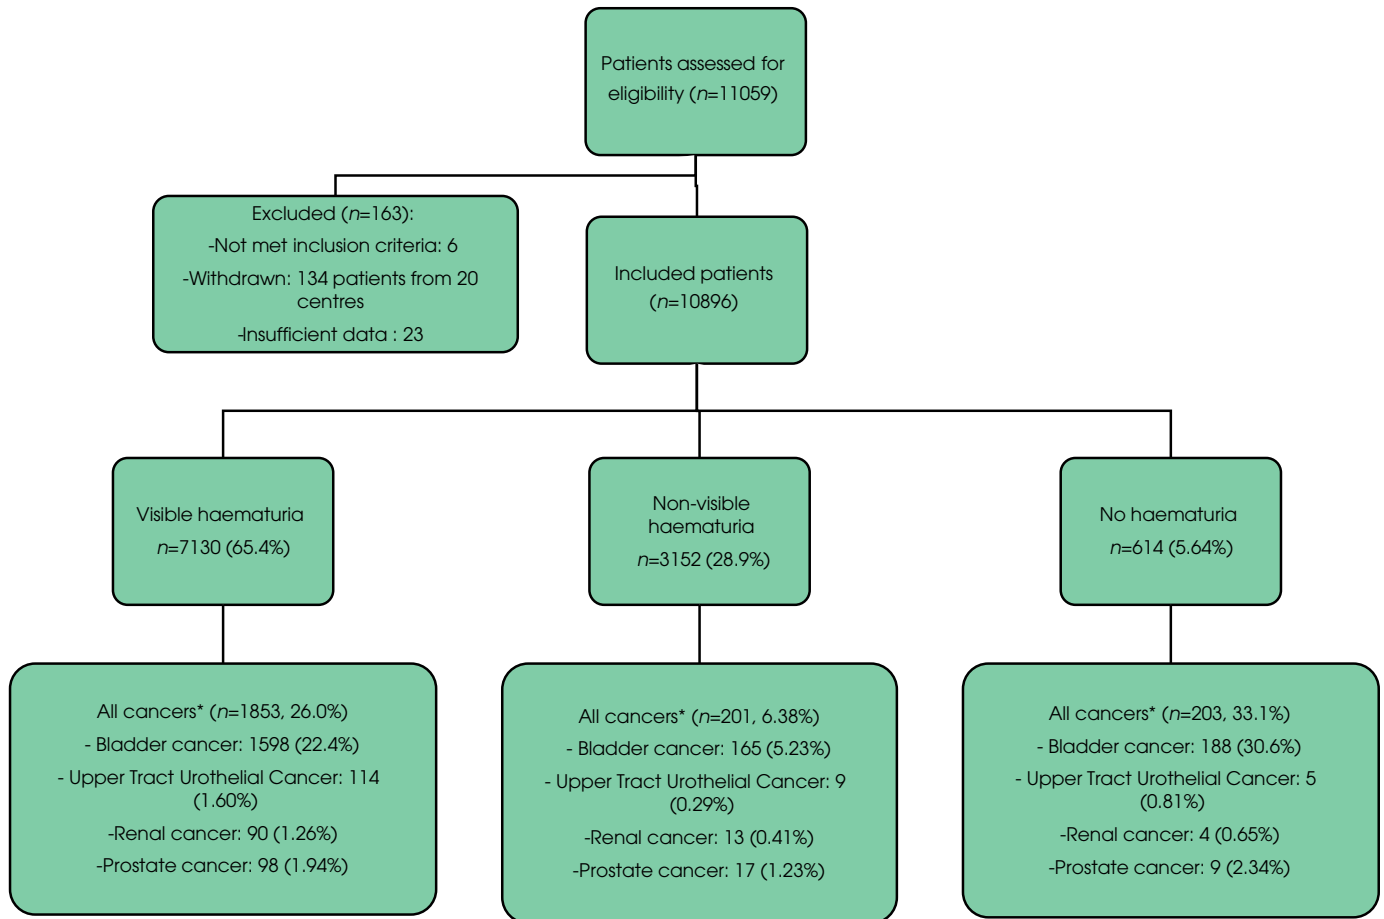 Patients assessed for
eligibility (n=11059)
Excluded (n=163):
-Not met inclusion criteria: 6
-Withdrawn: 134 patients from 20
centres
-Insufficient data : 23
Included patients
(n=10896)
Visible haematuria
n=7130 (65.4%)
Non-visible
haematuria
n=3152 (28.9%)
No haematuria
n=614 (5.64%)
All cancers* (n=1853, 26.0%)
- Bladder cancer: 1598 (22.4%)
- Upper Tract Urothelial Cancer: 114
(1.60%)
-Renal cancer: 90 (1.26%)
-Prostate cancer: 98 (1.94%)
All cancers* (n=201, 6.38%)
- Bladder cancer: 165 (5.23%)
- Upper Tract Urothelial Cancer: 9
(0.29%)
-Renal cancer: 13 (0.41%)
-Prostate cancer: 17 (1.23%)
All cancers* (n=203, 33.1%)
- Bladder cancer: 188 (30.6%)
- Upper Tract Urothelial Cancer: 5
(0.81%)
-Renal cancer: 4 (0.65%)
-Prostate cancer: 9 (2.34%)